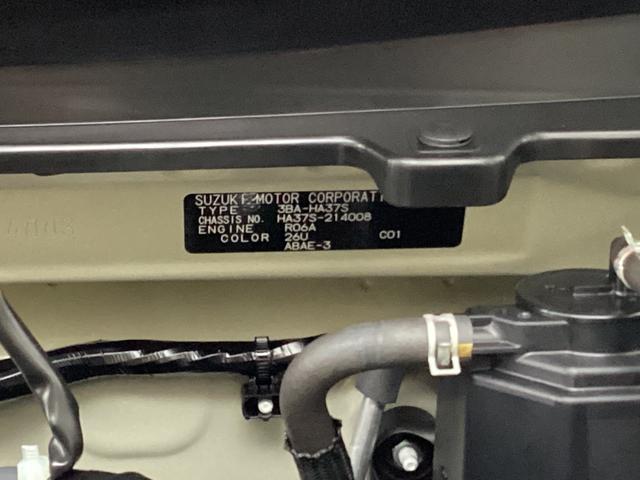 SUZUKI MOTOR CORPORATI
TYPE 3BA-HA37S
CHASSIS NO. HA37S-214008
ENGINE R06A
COLOR 26U C01
ABAE-3